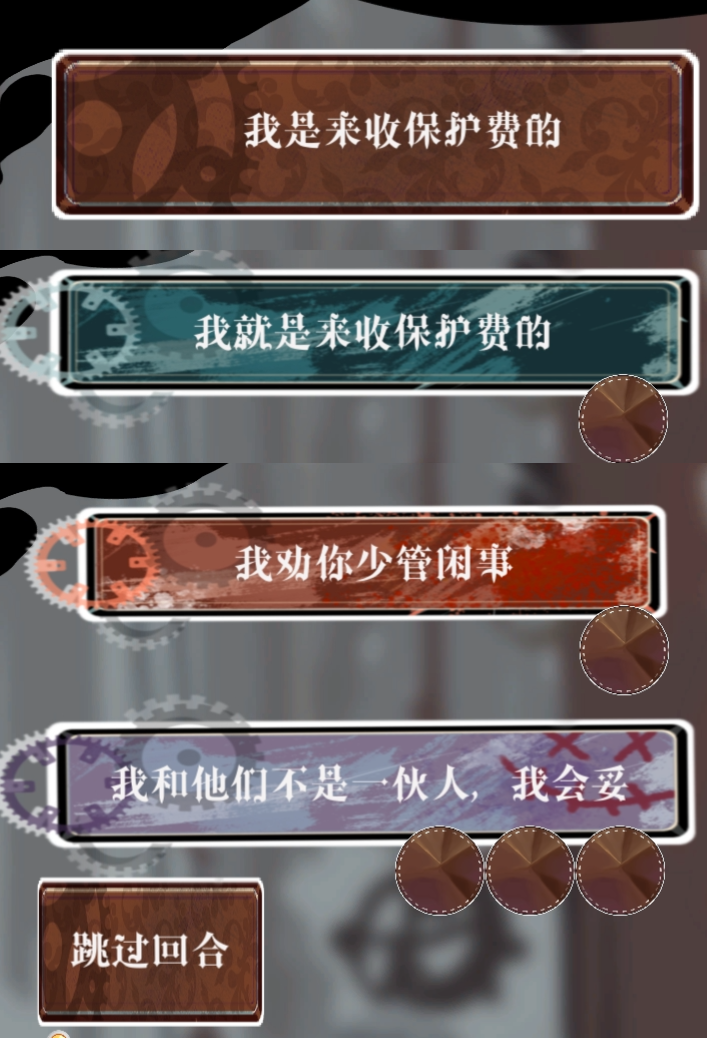 我是来收保护费的
我就是来收保护费的
我劝你少管闲事
我和他们不是一伙人，我会妥
跳过回合